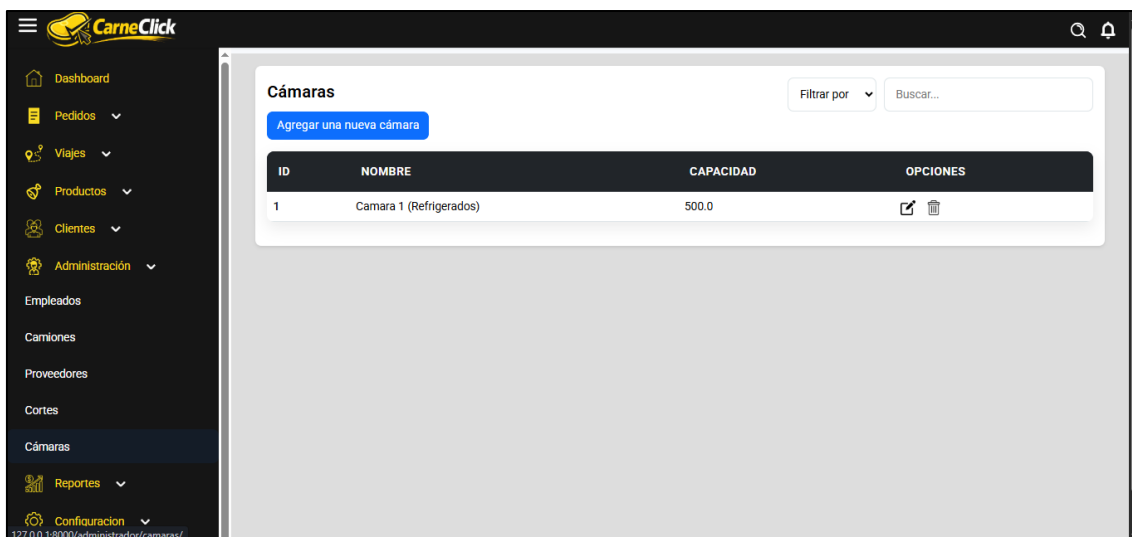 CarneClick
Dashboard
Pedidos
Viajes
Productos
Clientes
Administración
Empleados
Camiones
Proveedores
Cortes
Cámaras
Reportes
Configuracion
127.0.0.1:8000/administrador/camaras/
Cámaras
Filtrar por
Buscar...
Agregar una nueva cámara
ID NOMBRE CAPACIDAD OPCIONES
1 Camara 1 (Refrigerados) 500.0